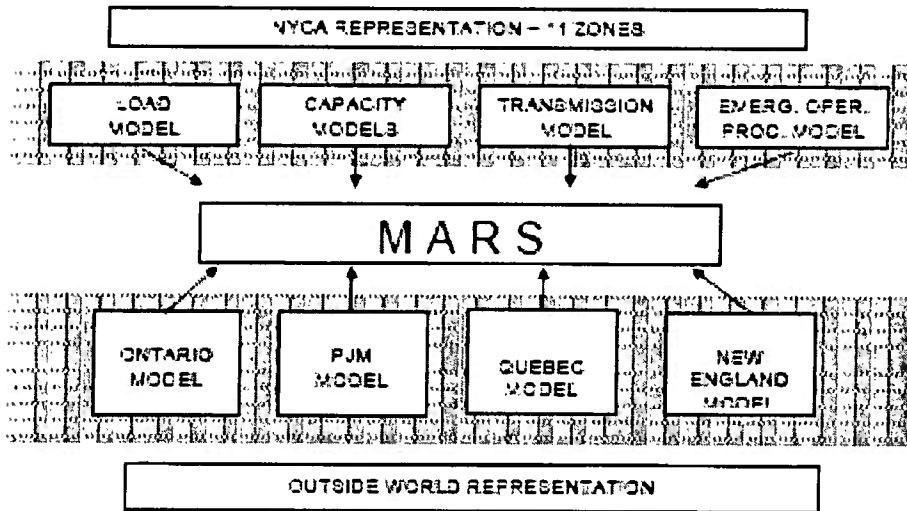 NYCA REPRESENTATION – 11 ZONES
LOAD
MODEL
CAPACITY
MODELS
TRANSMISSION
MODEL
EMERG. OPER.
PROC. MODEL
MARS
ONTARIO
MODEL
PJM
MODEL
QUEBEC
MODEL
NEW
ENGLAND
MODEL
OUTSIDE WORLD REPRESENTATION